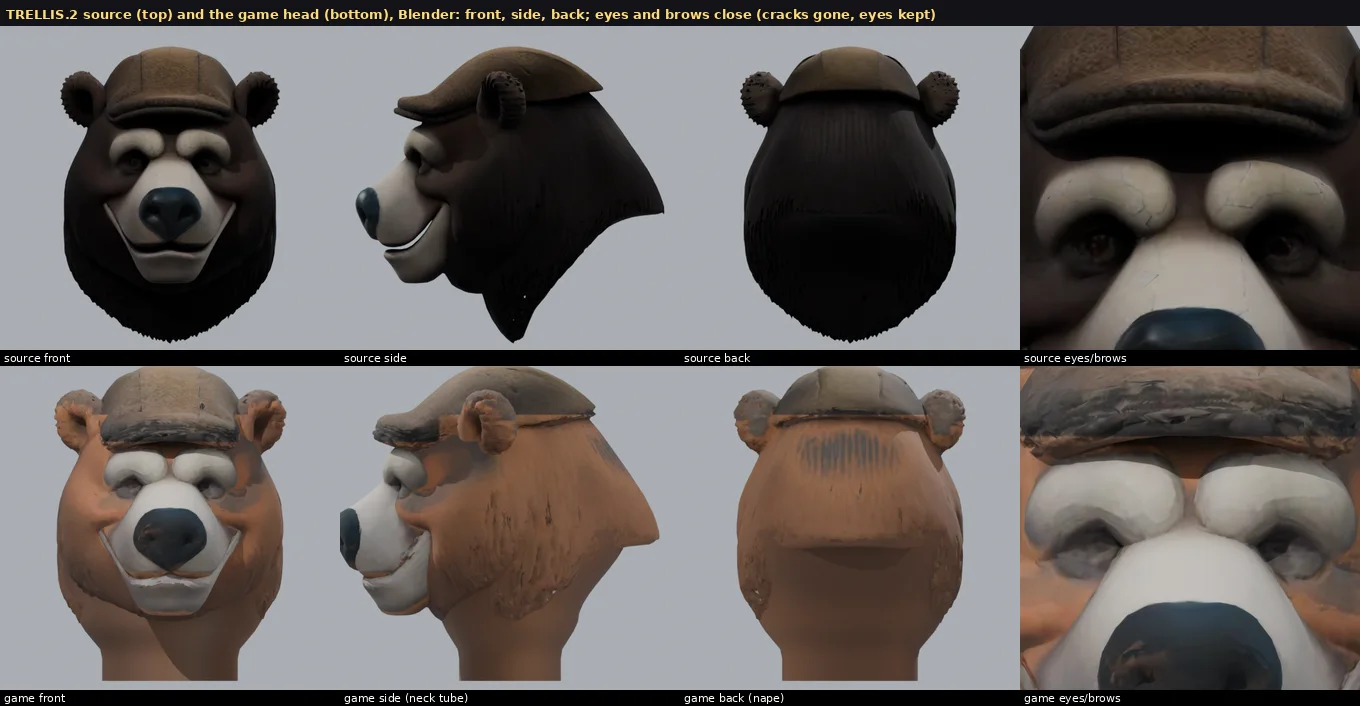 TRELLIS.2 source (top) and the game head (bottom), Blender: front, side, back; eyes and brows close (cracks gone, eyes kept)
source front
source side
source back
source eyes/brows
game front
game side (neck tube)
game back (nape)
game eyes/brows